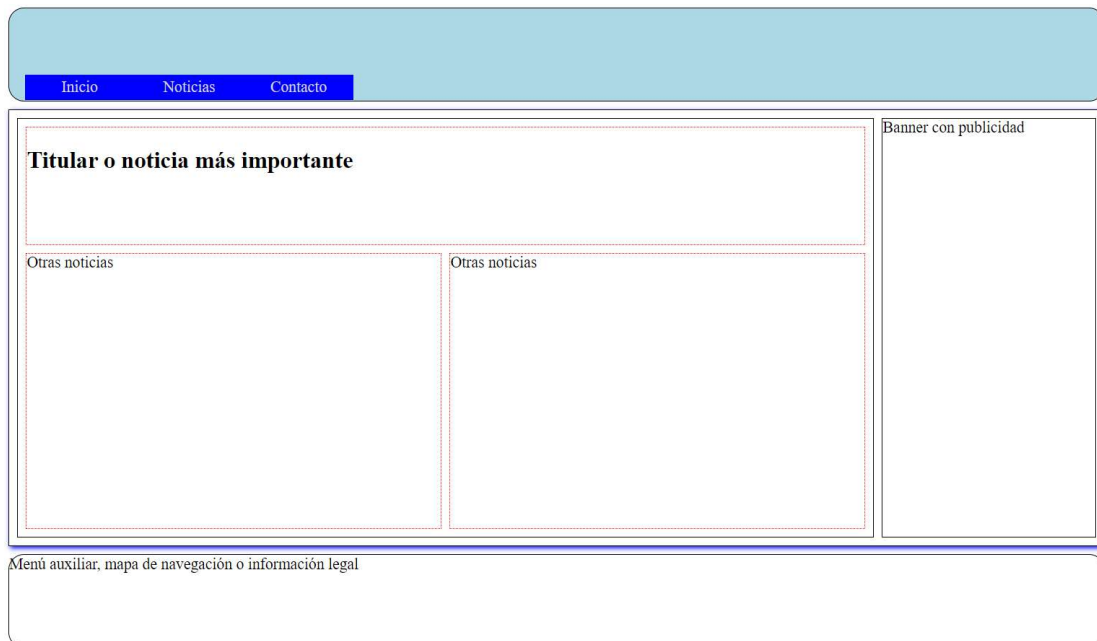 Inicio Noticias Contacto
Titular o noticia más importante
Banner con publicidad
Otras noticias
Otras noticias
Menú auxiliar, mapa de navegación o información legal